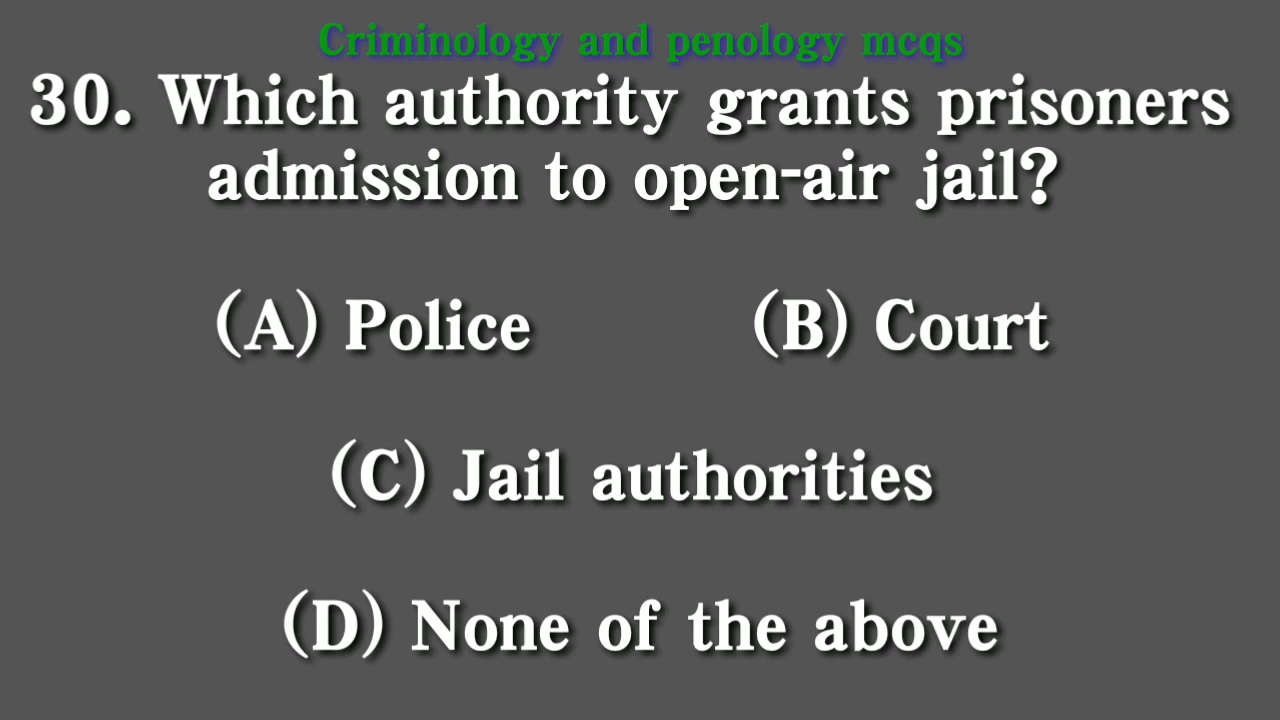 Criminology and penology mcqs
30. Which authority grants prisoners
admission to open-air jail?
(A) Police (B) Court
(C) Jail authorities
(D) None of the above